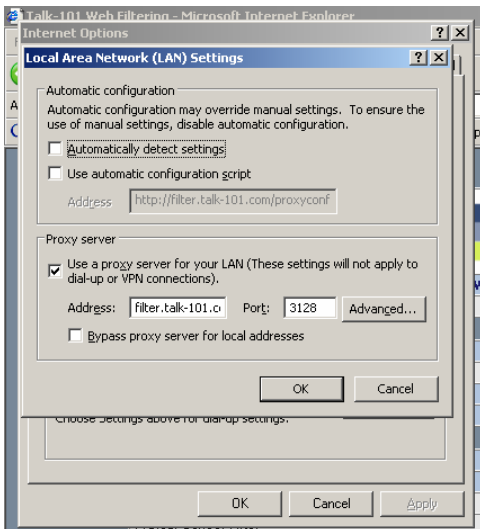 Talk-101 Web Filtering - Microsoft Internet Explorer
Internet Options
Local Area Network (LAN) Settings
Automatic configuration
Automatic configuration may override manual settings. To ensure the
use of manual settings, disable automatic configuration.
Automatically detect settings
Use automatic configuration script
Address http://filter.talk-101.com/proxyconf
Proxy server
Use a proxy server for your LAN (These settings will not apply to
dial-up or VPN connections).
Address: filter.talk-101.co Port: 3128 Advanced...
Bypass proxy server for local addresses
OK Cancel
Choose Settings above for dial-up settings.
OK Cancel Apply